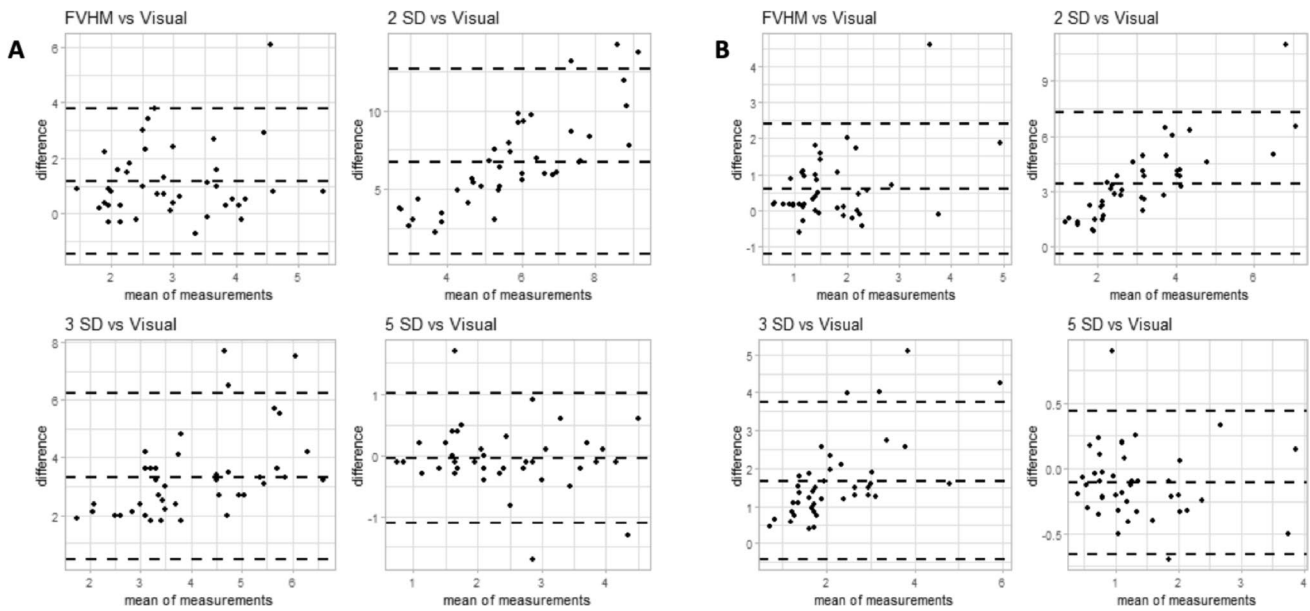 A
FVHM vs Visual
difference
6
4
2
0
2
3
4
5
mean of measurements
2 SD vs Visual
difference
10
5
4
6
8
mean of measurements
3 SD vs Visual
difference
8
6
4
2
2
3
4
5
6
mean of measurements
5 SD vs Visual
difference
1
0
-1
1
2
3
4
mean of measurements
B
FVHM vs Visual
difference
4
3
2
1
0
-1
1
2
3
4
5
mean of measurements
2 SD vs Visual
difference
9
6
3
0
2
4
6
mean of measurements
3 SD vs Visual
difference
5
4
3
2
1
0
2
4
6
mean of measurements
5 SD vs Visual
difference
0.5
0.0
-0.5
1
2
3
4
mean of measurements